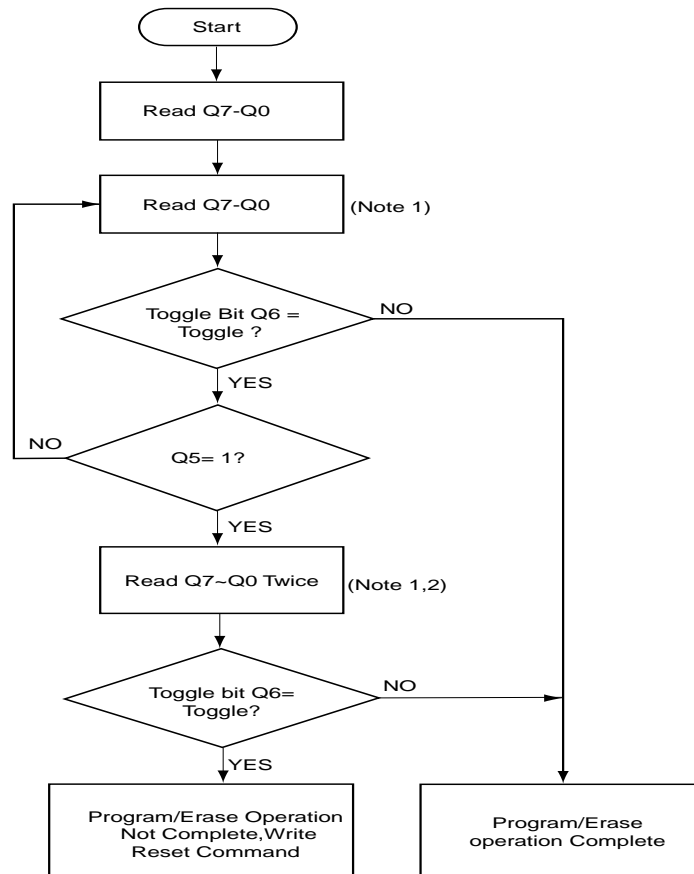 Start
Read Q7-Q0
Read Q7-Q0
(Note 1)
Toggle Bit Q6 =
Toggle ?
NO
YES
NO
Q5= 1?
YES
Read Q7~Q0 Twice
(Note 1,2)
Toggle bit Q6=
Toggle?
NO
YES
Program/Erase Operation
Not Complete,Write
Reset Command
Program/Erase
operation Complete